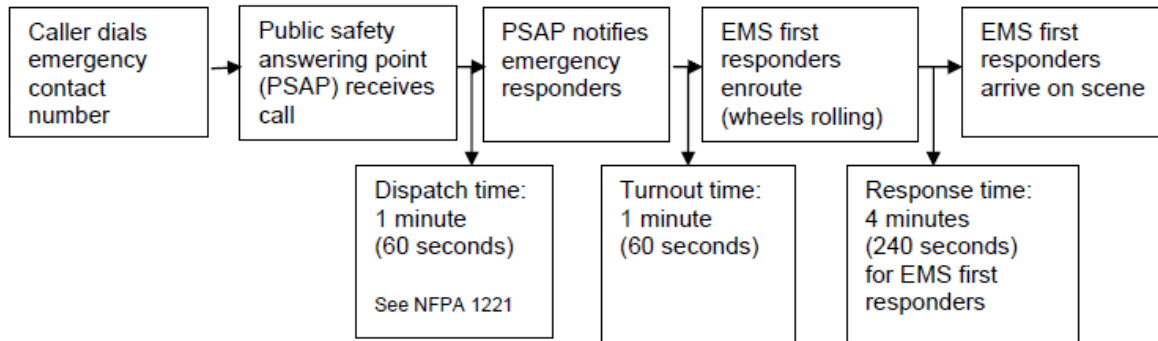 Caller dials
emergency
contact
number
Public safety
answering point
(PSAP) receives
call
PSAP notifies
emergency
responders
EMS first
responders
enroute
(wheels rolling)
EMS first
responders
arrive on scene
Dispatch time:
1 minute
(60 seconds)
See NFPA 1221
Turnout time:
1 minute
(60 seconds)
Response time:
4 minutes
(240 seconds)
for EMS first
responders